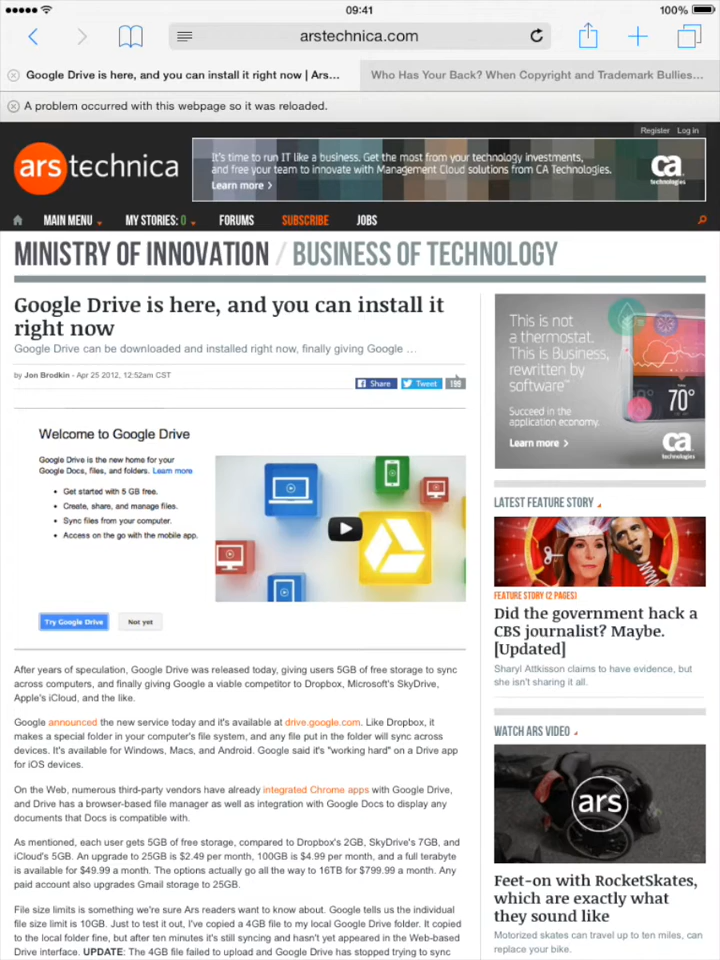 09:41
100%
arstechnica.com
Google Drive is here, and you can install it right now | Ars...
Who Has Your Back? When Copyright and Trademark Bullies...
A problem occurred with this webpage so it was reloaded.
Register Log in
ars technica
It's time to run IT like a business. Get the most from your technology investments,
and free your team to innovate with Management Cloud solutions from CA Technologies.
Learn more >
ca
technologies
MAIN MENU
MY STORIES: 0
FORUMS
SUBSCRIBE
JOBS
MINISTRY OF INNOVATION / BUSINESS OF TECHNOLOGY
Google Drive is here, and you can install it
right now
Google Drive can be downloaded and installed right now, finally giving Google ...
by Jon Brodkin - Apr 25 2012, 12:52am CST
Share
Tweet
199
Welcome to Google Drive
Google Drive is the new home for your
Google Docs, files, and folders. Learn more
• Get started with 5 GB free.
• Create, share, and manage files.
• Sync files from your computer.
• Access on the go with the mobile app.
Try Google Drive
Not yet
After years of speculation, Google Drive was released today, giving users 5GB of free storage to sync
across computers, and finally giving Google a viable competitor to Dropbox, Microsoft's SkyDrive,
Apple's iCloud, and the like.
Google announced the new service today and it's available at drive.google.com. Like Dropbox, it
makes a special folder in your computer's file system, and any file put in the folder will sync across
devices. It's available for Windows, Macs, and Android. Google said it's "working hard" on a Drive app
for iOS devices.
On the Web, numerous third-party vendors have already integrated Chrome apps with Google Drive,
and Drive has a browser-based file manager as well as integration with Google Docs to display any
documents that Docs is compatible with.
As mentioned, each user gets 5GB of free storage, compared to Dropbox's 2GB, SkyDrive's 7GB, and
iCloud's 5GB. An upgrade to 25GB is $2.49 per month, 100GB is $4.99 per month, and a full terabyte
is available for $49.99 a month. The options actually go all the way to 16TB for $799.99 a month. Any
paid account also upgrades Gmail storage to 25GB.
File size limits is something we're sure Ars readers want to know about. Google tells us the individual
file size limit is 10GB. Just to test it out, I've copied a 4GB file to my local Google Drive folder. It copied
to the local folder fine, but after ten minutes it's still syncing and hasn't yet appeared in the Web-based
Drive interface. UPDATE: The 4GB file failed to upload and Google Drive has stopped trying to sync
This is not
a thermostat.
This is Business,
rewritten by
software™
Succeed in the
application economy.
Learn more >
70°
ca
technologies
LATEST FEATURE STORY
FEATURE STORY (2 PAGES)
Did the government hack a
CBS journalist? Maybe.
[Updated]
Sharyl Attkisson claims to have evidence, but
she isn't sharing it all.
WATCH ARS VIDEO
ars
Feet-on with RocketSkates,
which are exactly what
they sound like
Motorized skates can travel up to ten miles, can
replace your bike.